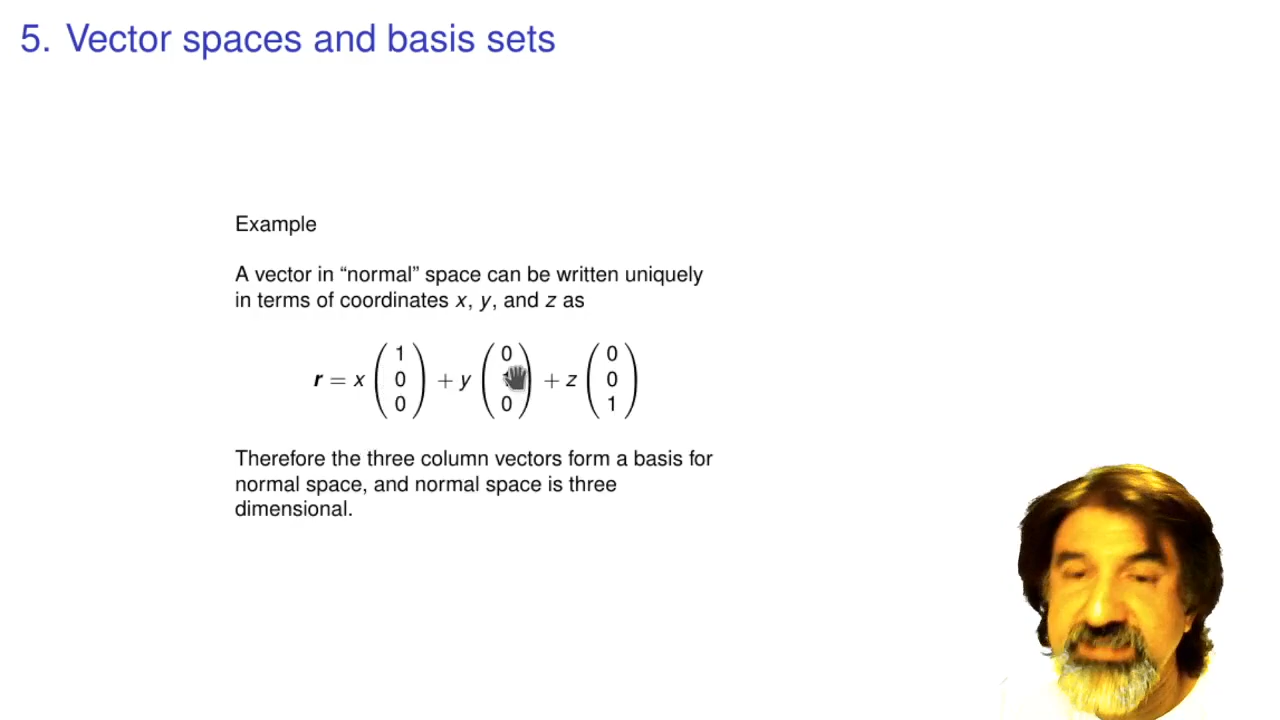 5. Vector spaces and basis sets
Example
A vector in “normal” space can be written uniquely
in terms of coordinates x, y, and z as
r = x (1 0 0) + y (0 0) + z (0 0 1)
Therefore the three column vectors form a basis for
normal space, and normal space is three
dimensional.